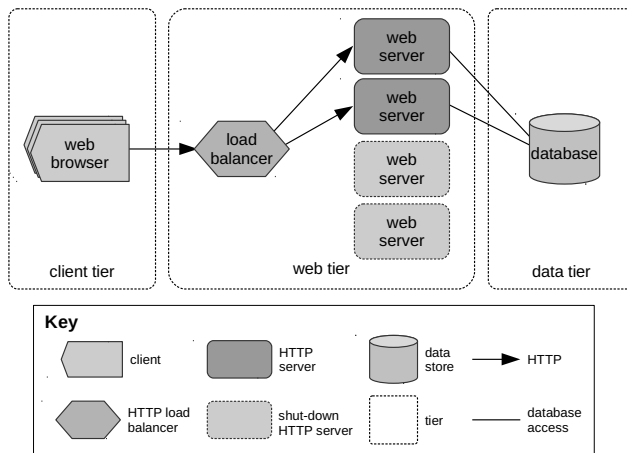 web
server
web
server
web
browser
load
balancer
database
web
server
web
server
client tier
web tier
data tier
Key
client
HTTP
server
data
store
HTTP
HTTP load
balancer
shut-down
HTTP server
tier
database
access